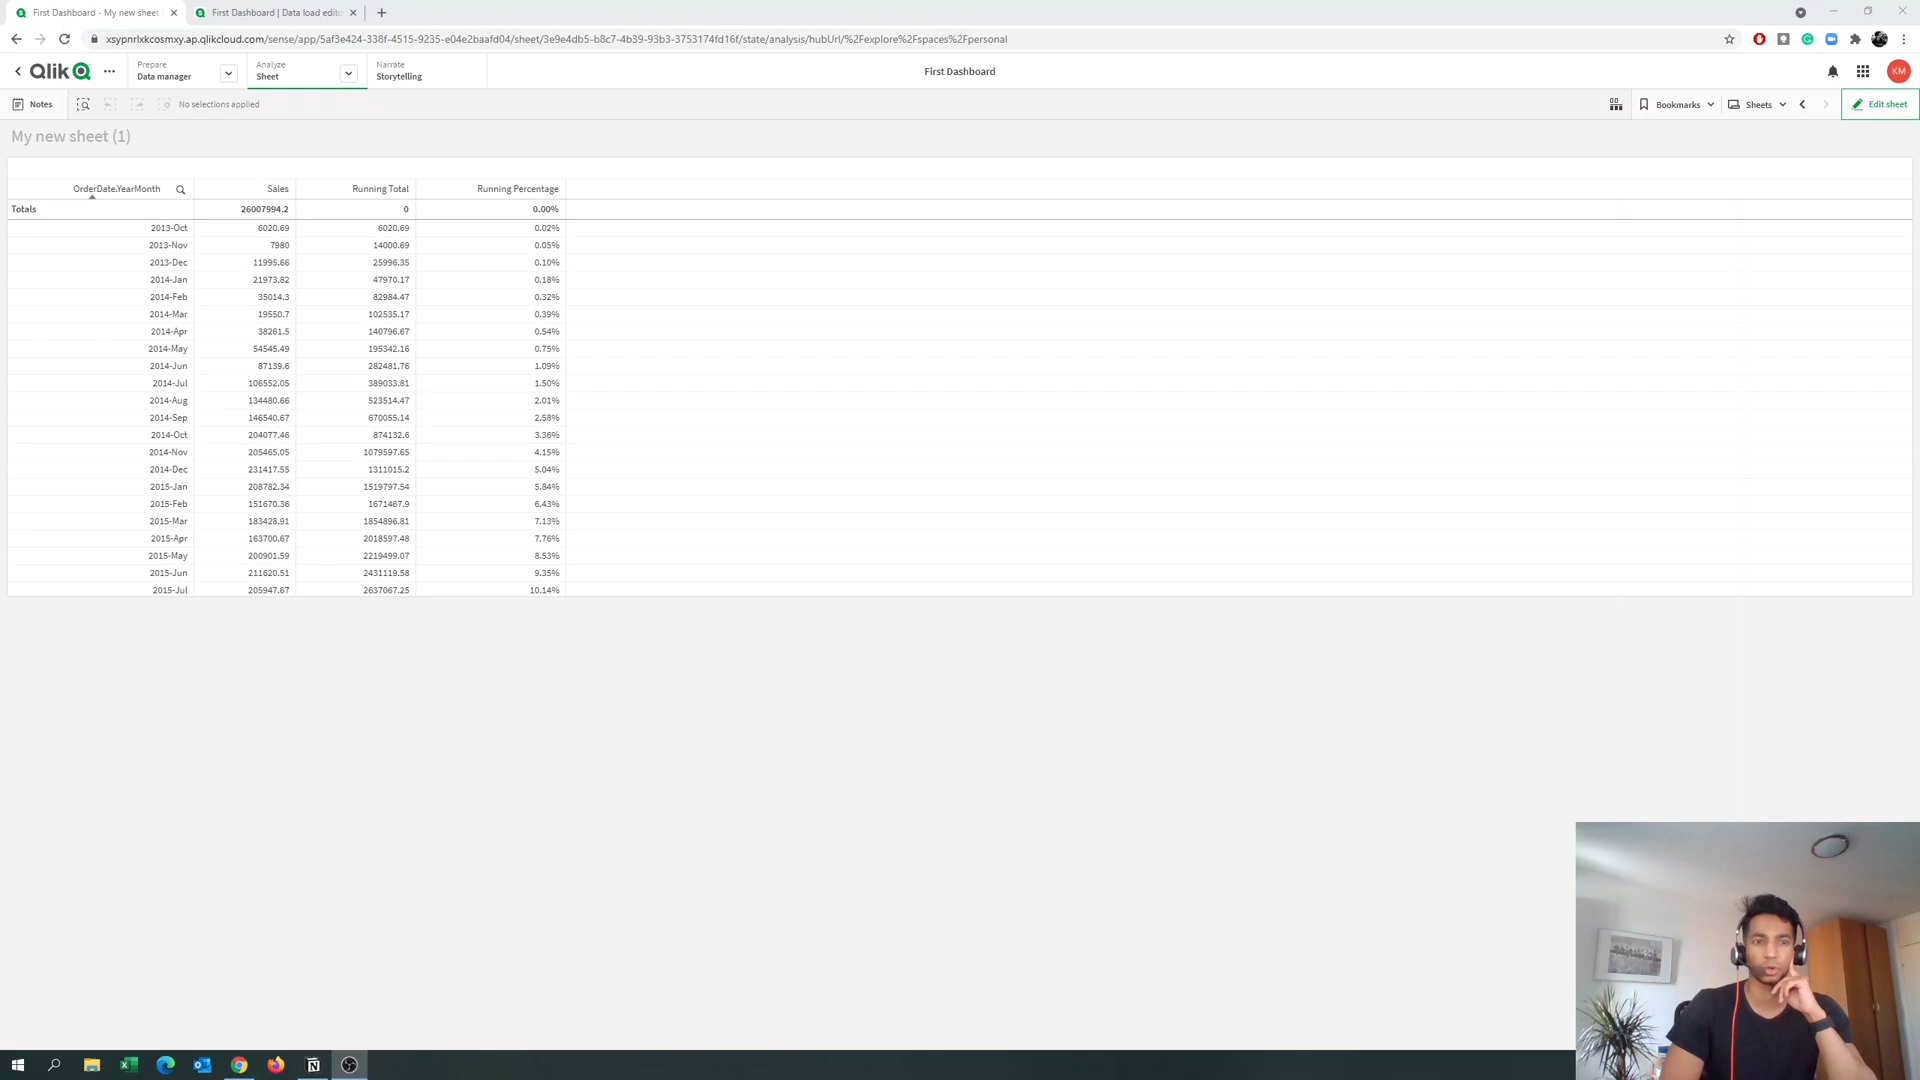 First Dashboard - My new sheet
First Dashboard | Data load edito
xsypnrlxkcosmxy.ap.qlikcloud.com/sense/app/5af3e424-338f-4515-9235-e04e2baafd04/sheet/3e9e4db5-b8c7-4b39-93b3-3753174fd16f/state/analysis/hubUrl/%2Fexplore%2Fspaces%2Fpersonal
Qlik
Prepare
Data manager
Analyze
Sheet
Narrate
Storytelling
First Dashboard
KM
Notes
No selections applied
Bookmarks
Sheets
Edit sheet
My new sheet (1)
OrderDate.YearMonth Sales Running Total Running Percentage
Totals 26007994.2 0 0.00%
2013-Oct 6020.69 6020.69 0.02%
2013-Nov 7980 14000.69 0.05%
2013-Dec 11995.66 25996.35 0.10%
2014-Jan 21973.82 47970.17 0.18%
2014-Feb 35014.3 82984.47 0.32%
2014-Mar 19550.7 102535.17 0.39%
2014-Apr 38261.5 140796.67 0.54%
2014-May 54545.49 195342.16 0.75%
2014-Jun 87139.6 282481.76 1.09%
2014-Jul 106552.05 389033.81 1.50%
2014-Aug 134480.66 523514.47 2.01%
2014-Sep 146540.67 670055.14 2.58%
2014-Oct 204077.46 874132.6 3.36%
2014-Nov 205465.05 1079597.65 4.15%
2014-Dec 231417.55 1311015.2 5.04%
2015-Jan 208782.34 1519797.54 5.84%
2015-Feb 151670.36 1671467.9 6.43%
2015-Mar 183428.91 1854896.81 7.13%
2015-Apr 163700.67 2018597.48 7.76%
2015-May 200901.59 2219499.07 8.53%
2015-Jun 211620.51 2431119.58 9.35%
2015-Jul 205947.67 2637067.25 10.14%